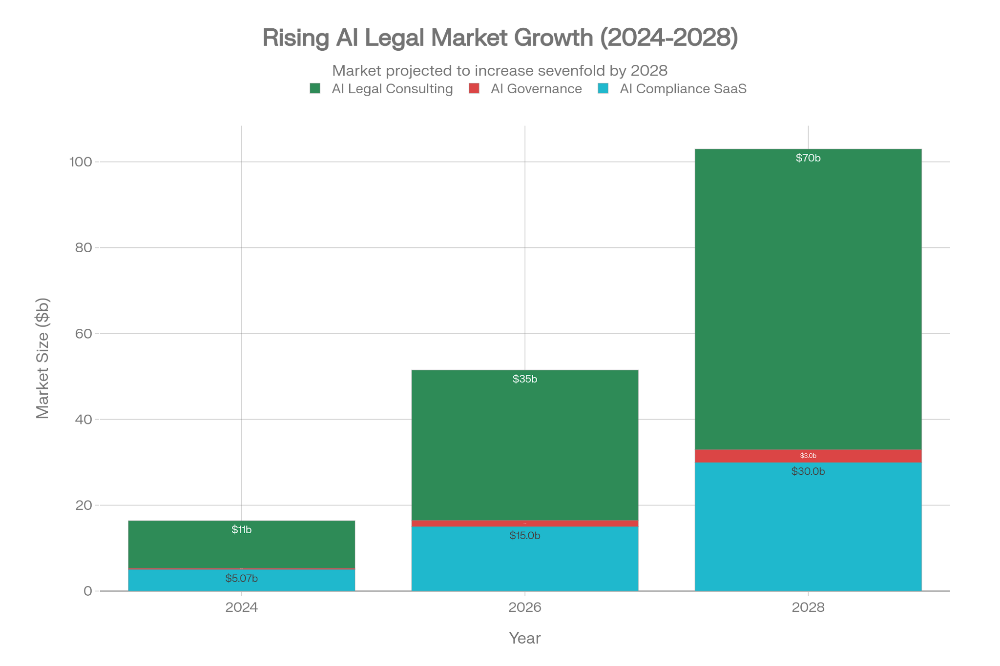 Rising AI Legal Market Growth (2024-2028)
Market projected to increase sevenfold by 2028
AI Legal Consulting AI Governance AI Compliance SaaS
100
80
60
40
20
0
Market Size ($b)
$11b
$5.07b
$35b
$15.0b
$70b
$3.0b
$30.0b
2024 2026 2028
Year